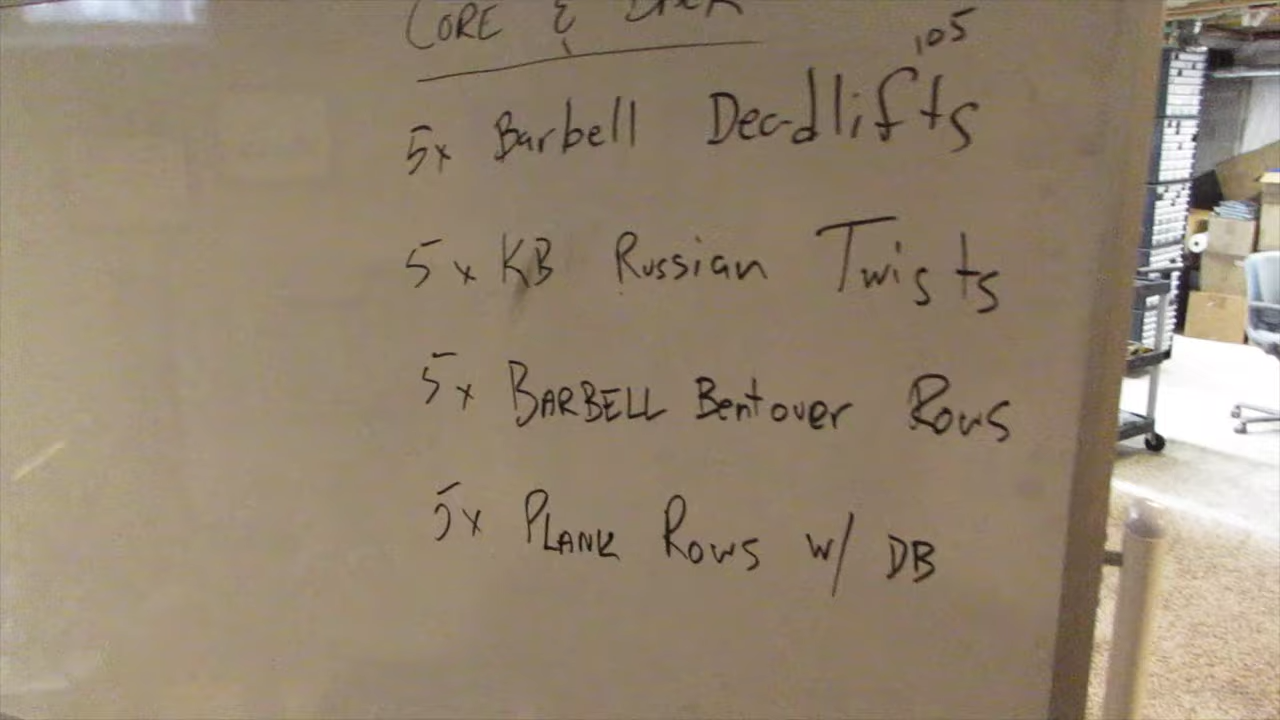 CORE &
105
5x Barbell Deadlifts
5x KB Russian Twists
5x BARBELL Bentover Rows
5x PLANK Rows w/ DB